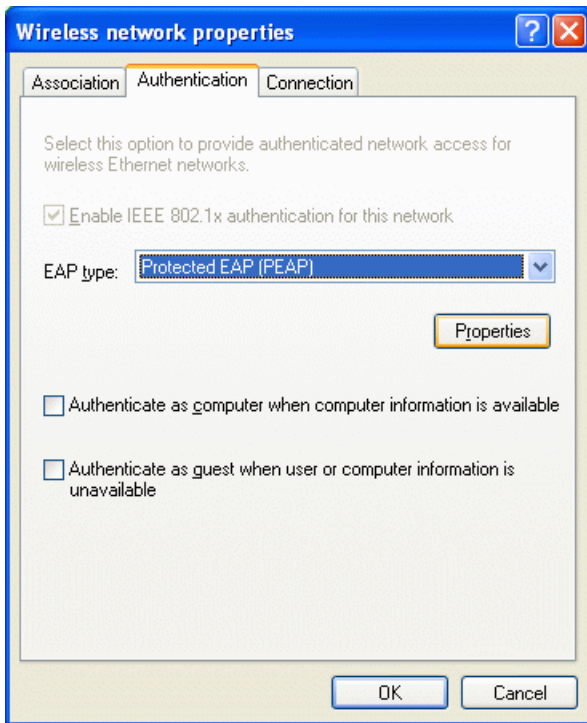 Wireless network properties
Association Authentication Connection
Select this option to provide authenticated network access for
wireless Ethernet networks.
Enable IEEE 802.1x authentication for this network
EAP type: Protected EAP (PEAP)
Properties
Authenticate as computer when computer information is available
Authenticate as guest when user or computer information is
unavailable
OK Cancel